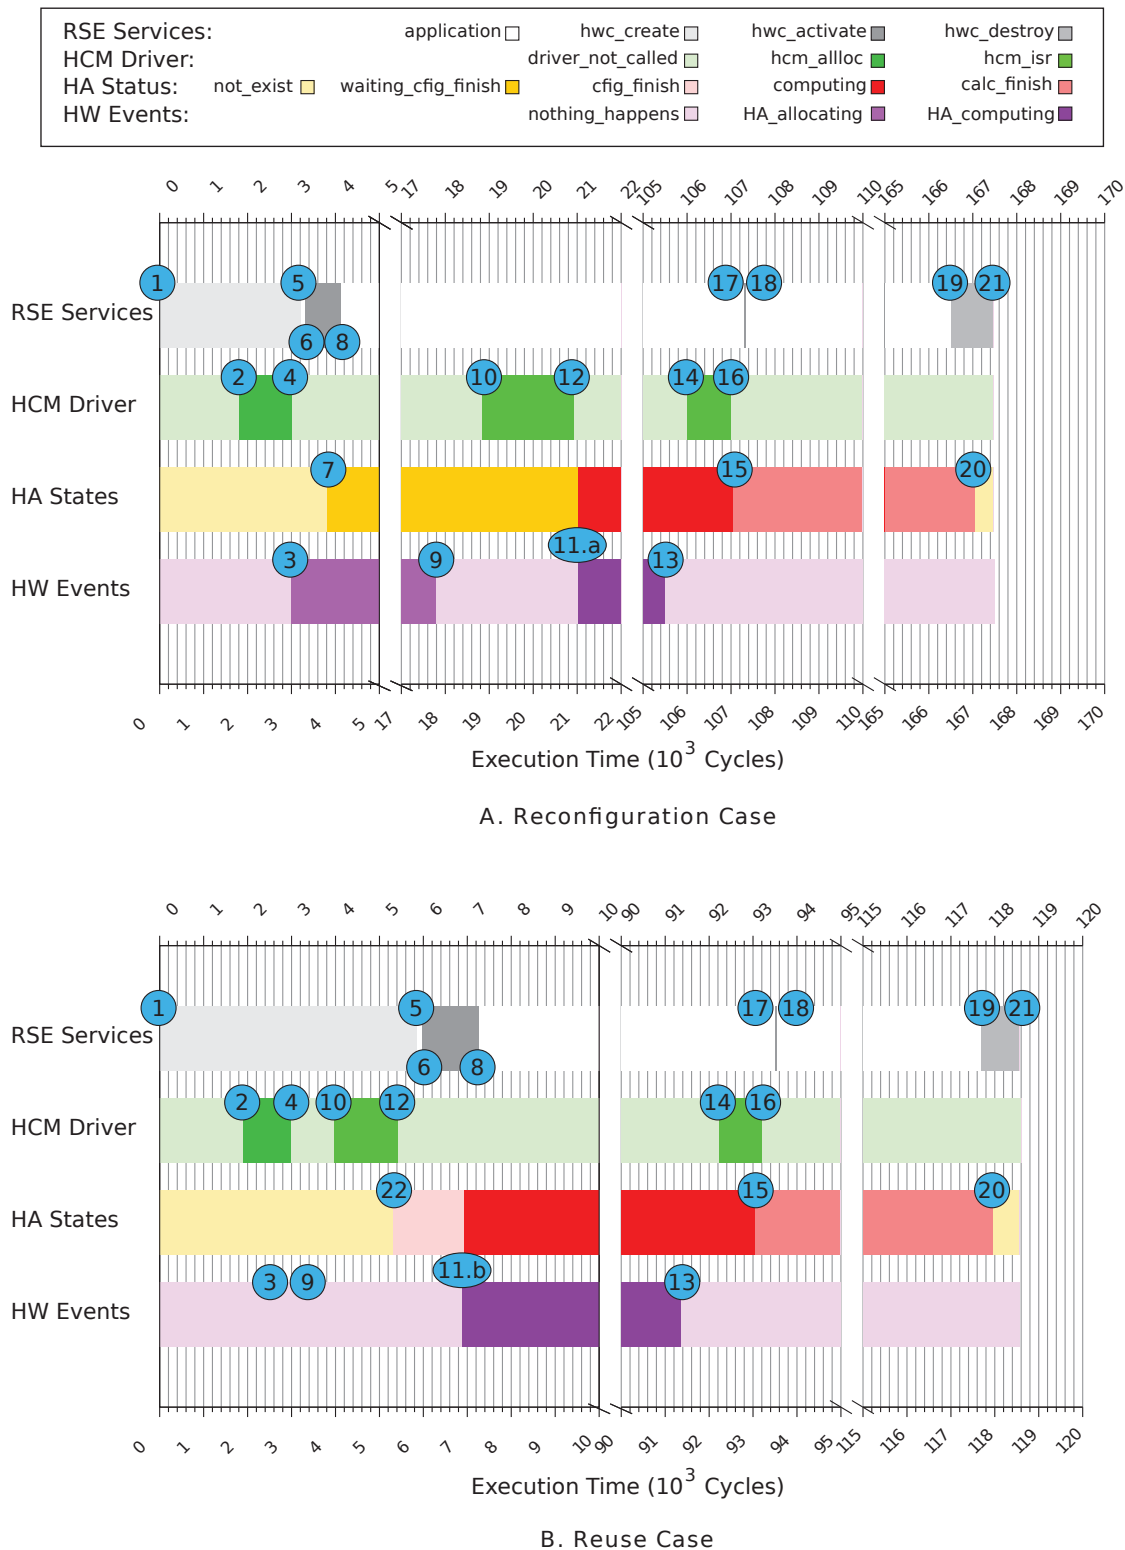 RSE Services: application hwc_create hwc_activate hwc_destroy
HCM Driver: driver_not_called hcm_allloc hcm_isr
HA Status: not_exist waiting_cfig_finish cfig_finish computing calc_finish
HW Events: nothing_happens HA_allocating HA_computing
0 1 2 3 4 5 17 18 19 20 21 22 105 106 107 108 109 110 165 166 167 168 169 170
1 5 17 18 19 21
RSE Services
6 8
2 4 10 12 14 16
HCM Driver
7 15 20
HA States
11.a
3 9 13
HW Events
0 1 2 3 4 5 17 18 19 20 21 22 105 106 107 108 109 110 165 166 167 168 169 170
Execution Time (10^3 Cycles)
A. Reconfiguration Case
0 1 2 3 4 5 6 7 8 9 10 90 91 92 93 94 95 115 116 117 118 119 120
1 5 17 18 19 21
RSE Services
6 8
2 4 10 12 14 16
HCM Driver
22 15 20
HA States
11.b
3 9 13
HW Events
0 1 2 3 4 5 6 7 8 9 10 90 91 92 93 94 95 115 116 117 118 119 120
Execution Time (10^3 Cycles)
B. Reuse Case